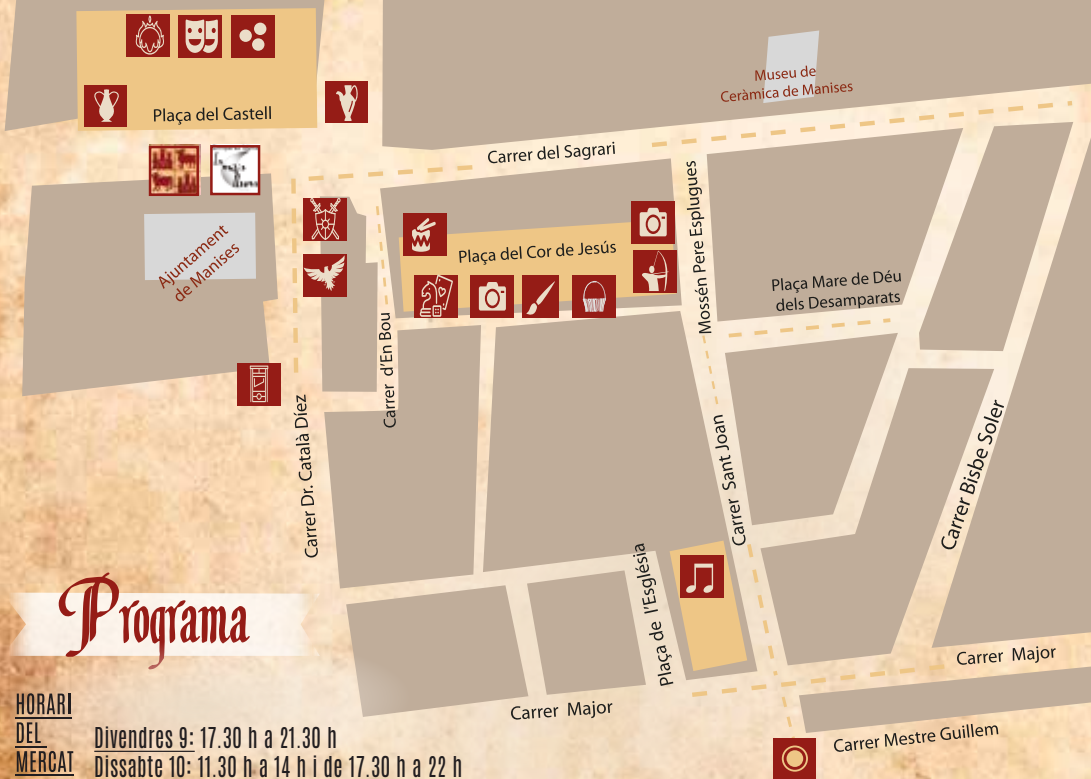 Plaça del Castell
Museu de
Ceràmica de Manises
Carrer del Sagrari
Ajuntament
de Manises
Plaça del Cor de Jesús
Mossén Pere Esplugues
Plaça Mare de Déu
dels Desamparats
Carrer d'En Bou
Carrer Dr. Català Díez
Carrer Sant Joan
Carrer Bisbe Soler
Plaça de l'Església
Programa
Carrer Major
Carrer Major
Carrer Mestre Guillem
HORARI
DEL
MERCAT
Divendres 9: 17.30 h a 21.30 h
Dissabte 10: 11.30 h a 14 h i de 17.30 h a 22 h